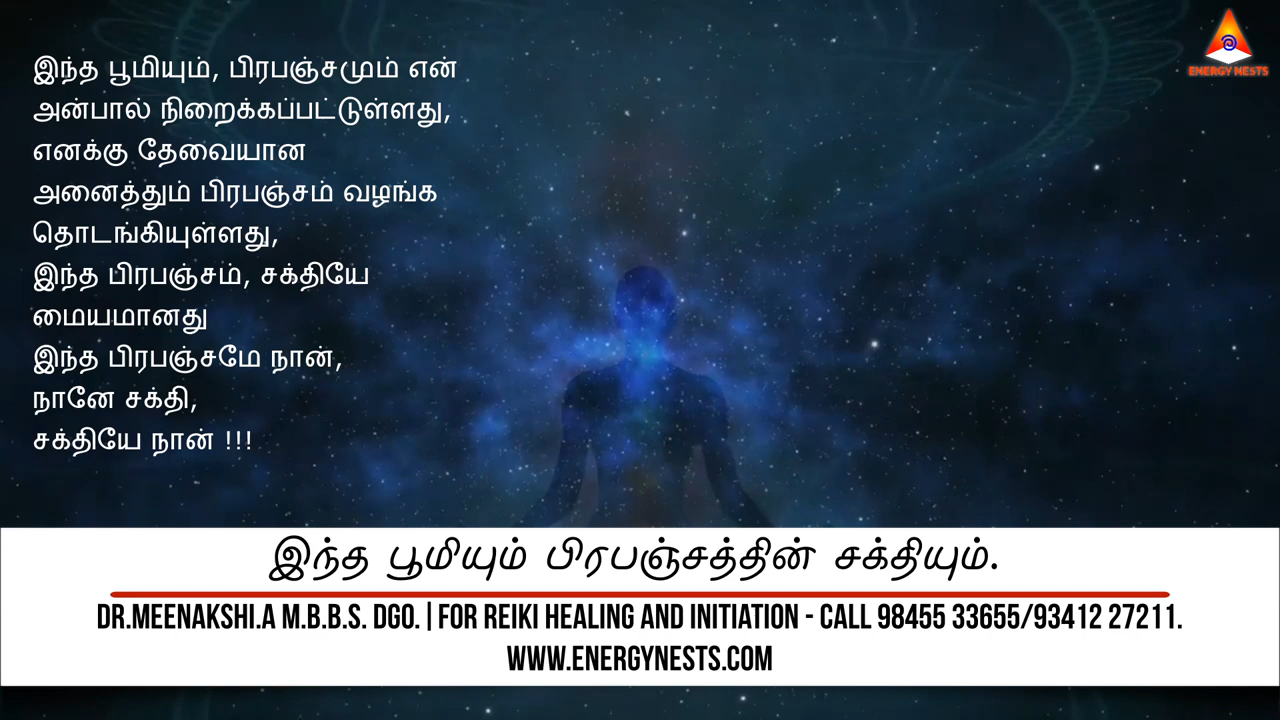 இந்த பூமியும், பிரபஞ்சமும் என்
அன்பால் நிறைக்கப்பட்டுள்ளது,
எனக்கு தேவையான
அனைத்தும் பிரபஞ்சம் வழங்க
தொடங்கியுள்ளது,
இந்த பிரபஞ்சம், சக்தியே
மையமானது
இந்த பிரபஞ்சமே நான்,
நானே சக்தி,
சக்தியே நான் !!!
ENERGY NESTS
இந்த பூமியும் பிரபஞ்சத்தின் சக்தியும்.
DR.MEENAKSHI.A M.B.B.S. DGO. | FOR REIKI HEALING AND INITIATION - CALL 98455 33655/93412 27211.
WWW.ENERGYNESTS.COM